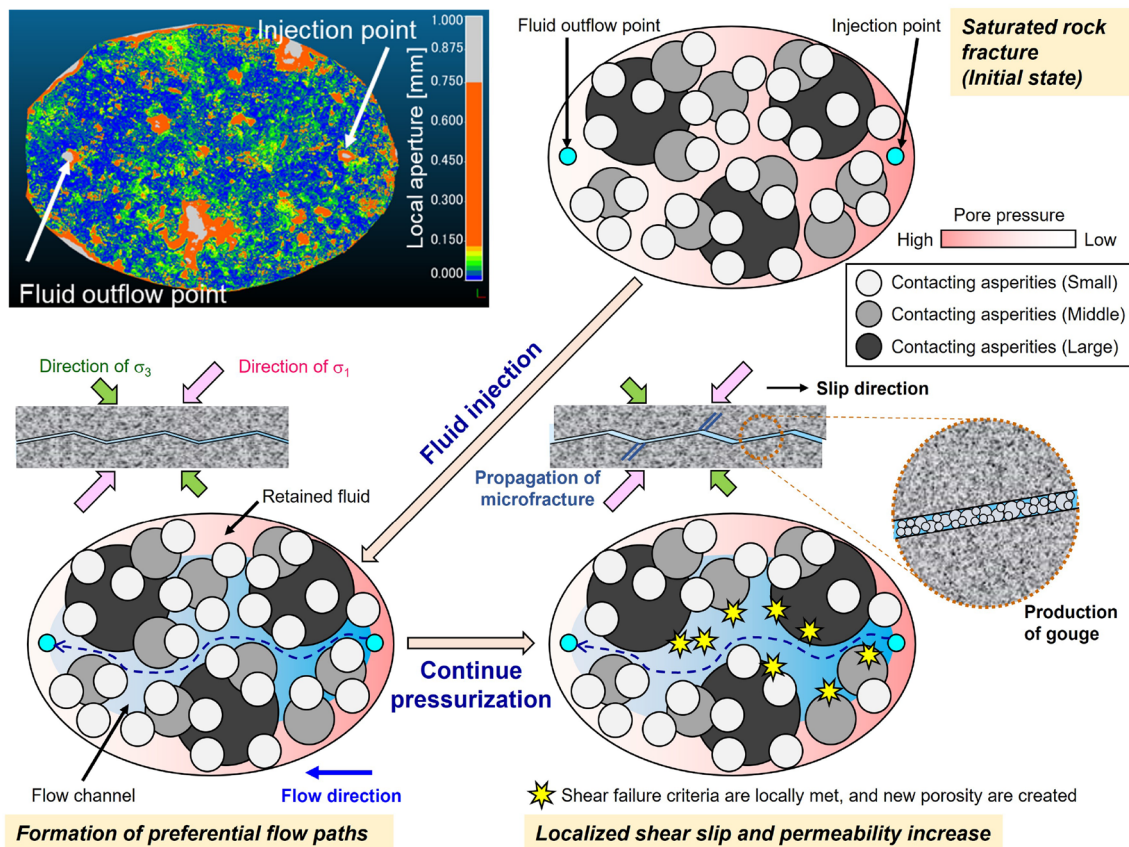 Injection point
Fluid outflow point
Local aperture [mm]
1.000
0.875
0.750
0.600
0.450
0.300
0.150
0.000
Fluid outflow point
Injection point
Saturated rock
fracture
(Initial state)
Pore pressure
High
Low
Contacting asperities (Small)
Contacting asperities (Middle)
Contacting asperities (Large)
Fluid injection
Direction of σ3
Direction of σ1
Slip direction
Propagation of
microfracture
Production
of gouge
Retained fluid
Continue
pressurization
Flow channel
Flow direction
Shear failure criteria are locally met, and new porosity are created
Formation of preferential flow paths
Localized shear slip and permeability increase